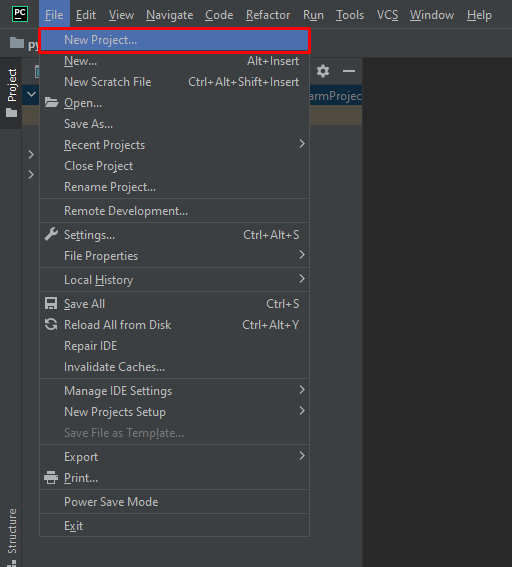 PC File Edit View Navigate Code Refactor Run Tools VCS Window Help
New Project...
New... Alt+Insert
New Scratch File Ctrl+Alt+Shift+Insert
Open...
Save As...
Recent Projects
Close Project
Rename Project...
Remote Development...
Settings... Ctrl+Alt+S
File Properties
Local History
Save All Ctrl+S
Reload All from Disk Ctrl+Alt+Y
Repair IDE
Invalidate Caches...
Manage IDE Settings
New Projects Setup
Save File as Template...
Export
Print...
Power Save Mode
Exit
py
armProjec
Project
Structure